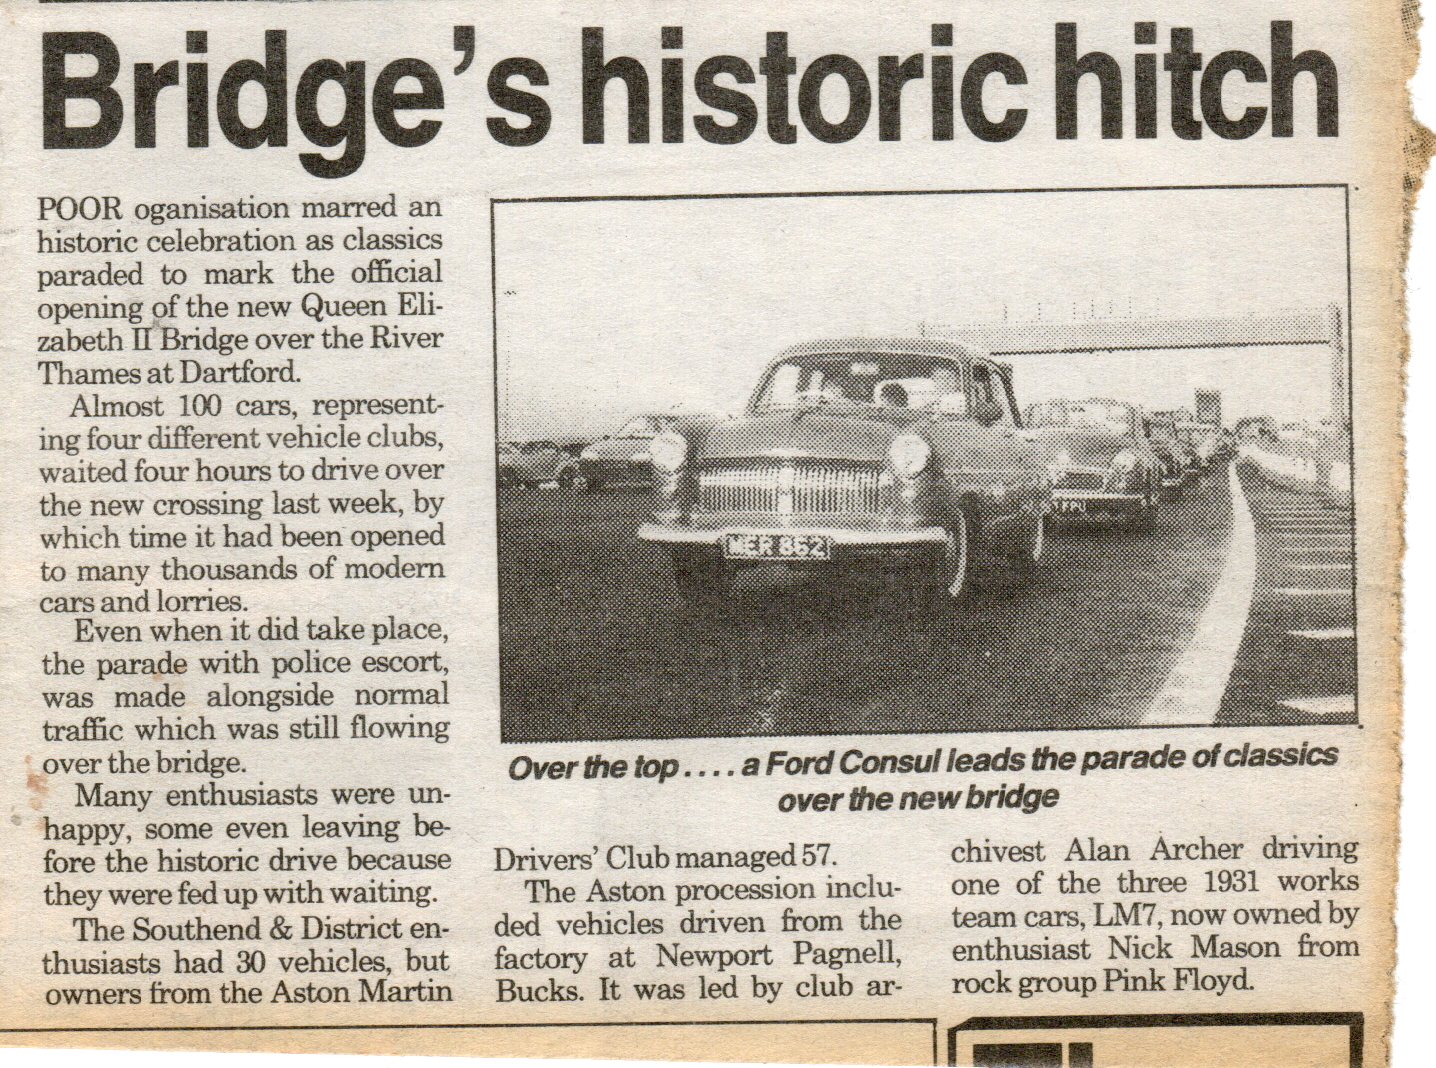 Bridge's historic hitch
POOR oganisation marred an
historic celebration as classics
paraded to mark the official
opening of the new Queen Eli-
zabeth II Bridge over the River
Thames at Dartford.
Almost 100 cars, represent-
ing four different vehicle clubs,
waited four hours to drive over
the new crossing last week, by
which time it had been opened
to many thousands of modern
cars and lorries.
Even when it did take place,
the parade with police escort,
was made alongside normal
traffic which was still flowing
over the bridge.
Many enthusiasts were un-
happy, some even leaving be-
fore the historic drive because
they were fed up with waiting.
The Southend & District en-
thusiasts had 30 vehicles, but
owners from the Aston Martin
MER 662
Over the top . . . . a Ford Consul leads the parade of classics
over the new bridge
Drivers' Club managed 57.
The Aston procession inclu-
ded vehicles driven from the
factory at Newport Pagnell,
Bucks. It was led by club ar-
chivest Alan Archer driving
one of the three 1931 works
team cars, LM7, now owned by
enthusiast Nick Mason from
rock group Pink Floyd.